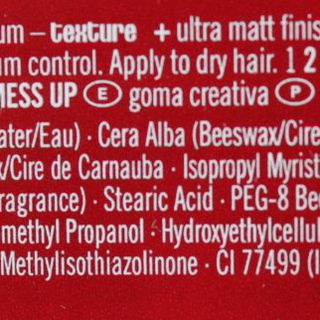 um – texture + ultra matt finis
um control. Apply to dry hair. 1 2
MESS UP E goma creativa P
ater/Eau) · Cera Alba (Beeswax/Cire
x/Cire de Carnauba · Isopropyl Myrist
ragrance) · Stearic Acid · PEG-8 Bee
methyl Propanol · Hydroxyethylcellul
Methylisothiazolinone · CI 77499 (I